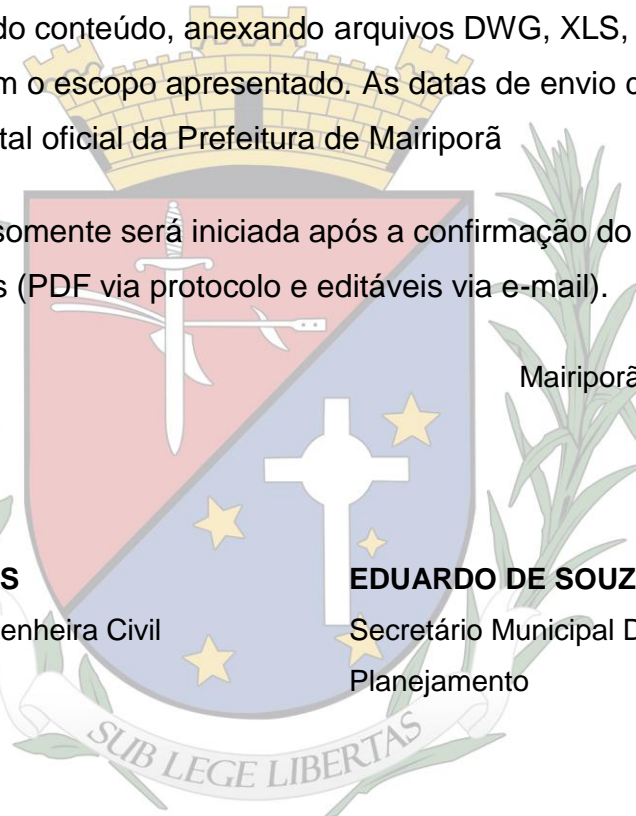 do conteúdo, anexando arquivos DWG, XLS,
m o escopo apresentado. As datas de envio
tal oficial da Prefeitura de Mairiporã
somente será iniciada após a confirmação do
s (PDF via protocolo e editáveis via e-mail).
Mairiporã
S
EDUARDO DE SOUZ
enheira Civil
Secretário Municipal D
Planejamento
SUB LEGE LIBERTAS